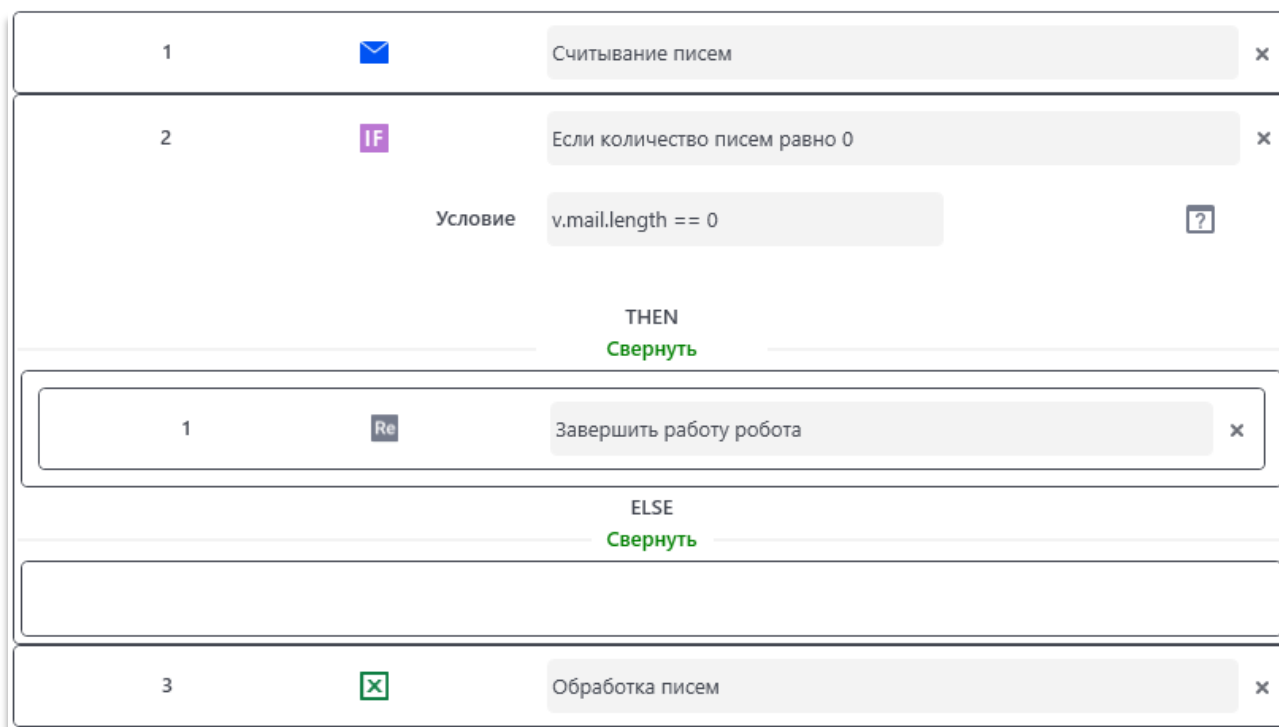 1 Считывание писем ×
2 IF Если количество писем равно 0 ×
Условие v.mail.length == 0 ?
THEN
Свернуть
1 Re Завершить работу робота ×
ELSE
Свернуть
3 X Обработка писем ×